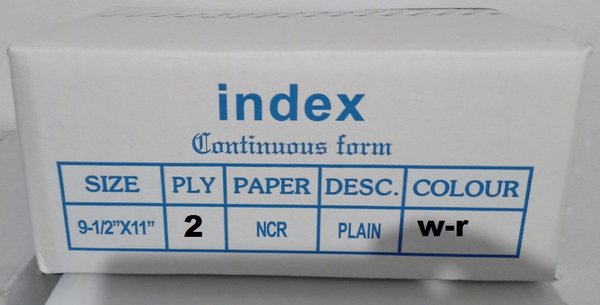 index
Continuous form
SIZE PLY PAPER DESC. COLOUR
9-1/2”X11” 2 NCR PLAIN w-r